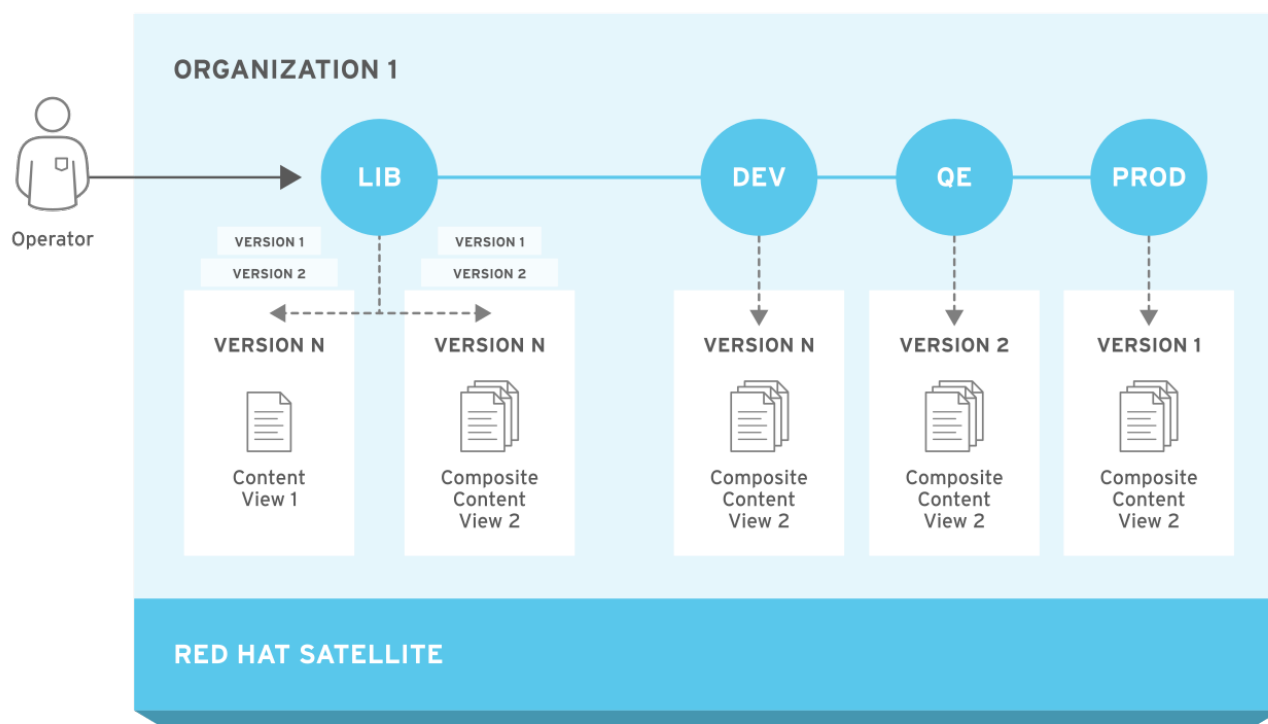 ORGANIZATION 1
LIB
DEV
QE
PROD
Operator
VERSION 1
VERSION 2
VERSION 1
VERSION 2
VERSION N
VERSION N
VERSION N
VERSION 2
VERSION 1
Content
View 1
Composite
Content
View 2
Composite
Content
View 2
Composite
Content
View 2
Composite
Content
View 2
RED HAT SATELLITE